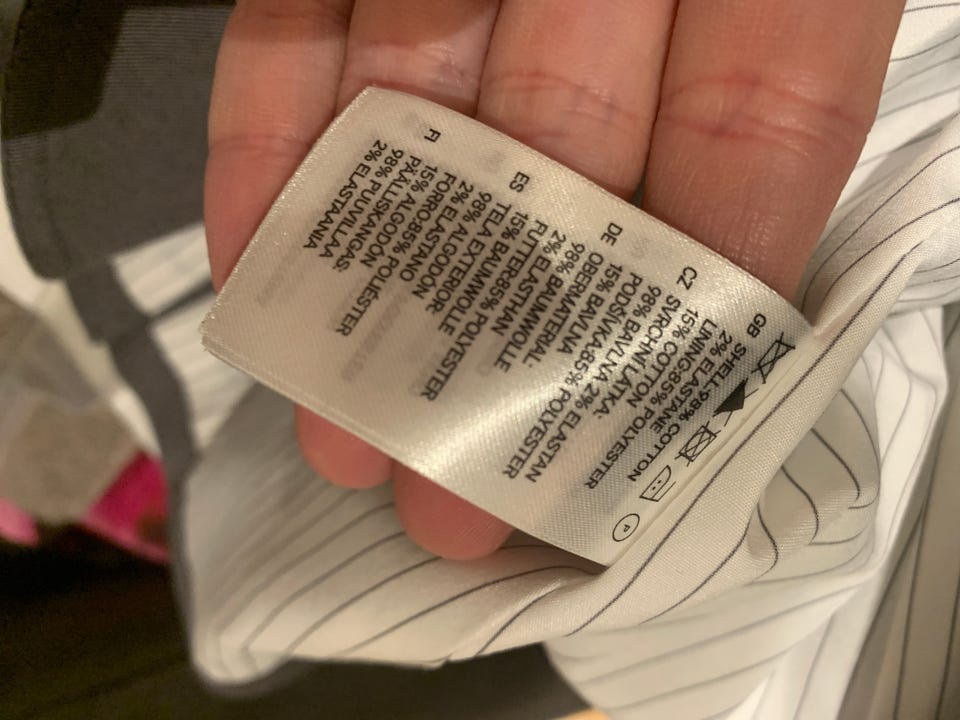 P
GB SHELL:98% COTTON
2% ELASTANE
LINING:85% POLYESTER
15% COTTON
CZ SVRCHNÍ LÁTKA:
98% BAVLNA 2% ELASTAN
PODŠÍVKA:85% POLYESTER
15% BAVLNA
DE OBERMATERIAL:
98% BAUMWOLLE
2% ELASTHAN
FUTTER:85% POLYESTER
15% BAUMWOLLE
ES TELA EXTERIOR:
98% ALGODÓN
2% ELASTANO
FORRO:85% POLIÉSTER
15% ALGODÓN
FI PÄÄLLISKANGAS:
98% PUUVILLAA
2% ELASTAANIA